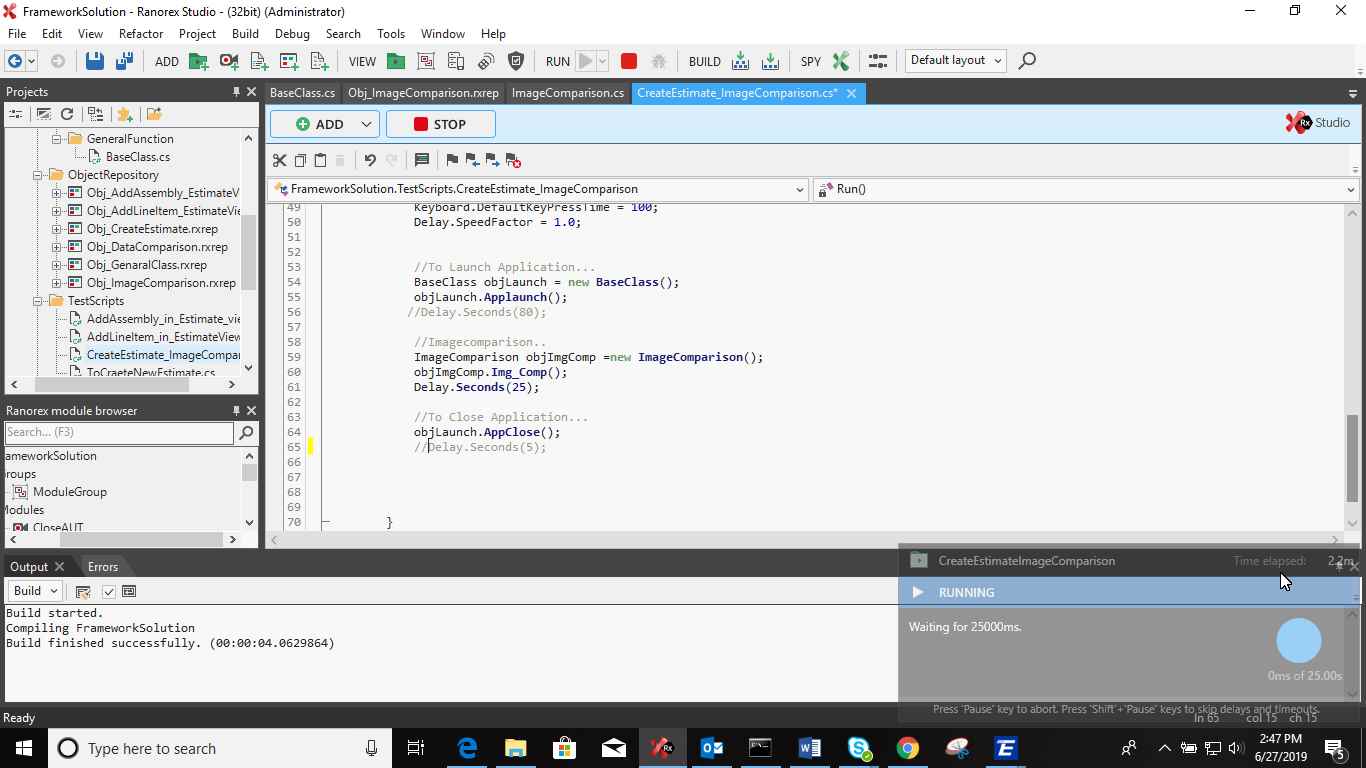 FrameworkSolution - Ranorex Studio - (32bit) (Administrator)
File Edit View Refactor Project Build Debug Search Tools Window Help
ADD VIEW RUN BUILD SPY Default layout
Projects
BaseClass.cs Obj_ImageComparison.rxrep ImageComparison.cs CreateEstimate_ImageComparison.cs*
ADD STOP Rx Studio
GeneralFunction
BaseClass.cs
ObjectRepository
Obj_AddAssembly_EstimateV
Obj_AddLineItem_EstimateVie
Obj_CreateEstimate.rxrep
Obj_DataComparison.rxrep
Obj_GenaralClass.rxrep
Obj_ImageComparison.rxrep
TestScripts
AddAssembly_in_Estimate_vie
AddLineItem_in_EstimateView
CreateEstimate_ImageCompar
ToCraeteNewEstimate.cs
FrameworkSolution.TestScripts.CreateEstimate_ImageComparison Run()
49 Keyboard.DefaultKeyPressTime = 100;
50 Delay.SpeedFactor = 1.0;
51
52
53 //To Launch Application...
54 BaseClass objLaunch = new BaseClass();
55 objLaunch.Applaunch();
56 //Delay.Seconds(80);
57
58 //Imagecomparison..
59 ImageComparison objImgComp =new ImageComparison();
60 objImgComp.Img_Comp();
61 Delay.Seconds(25);
62
63 //To Close Application...
64 objLaunch.AppClose();
65 //Delay.Seconds(5);
66
67
68
69
70 }
Ranorex module browser
Search... (F3)
ameworkSolution
roups
ModuleGroup
Modules
CloseAUT
Output Errors
Build
Build started.
Compiling FrameworkSolution
Build finished successfully. (00:00:04.0629864)
CreateEstimateImageComparison Time elapsed: 2.2m
RUNNING
Waiting for 25000ms.
0ms of 25.00s
Press 'Pause' key to abort. Press 'Shift'+'Pause' keys to skip delays and timeouts.
Ready ln 65 col 15 ch 15
Type here to search
Rx
E
2:47 PM
6/27/2019
5